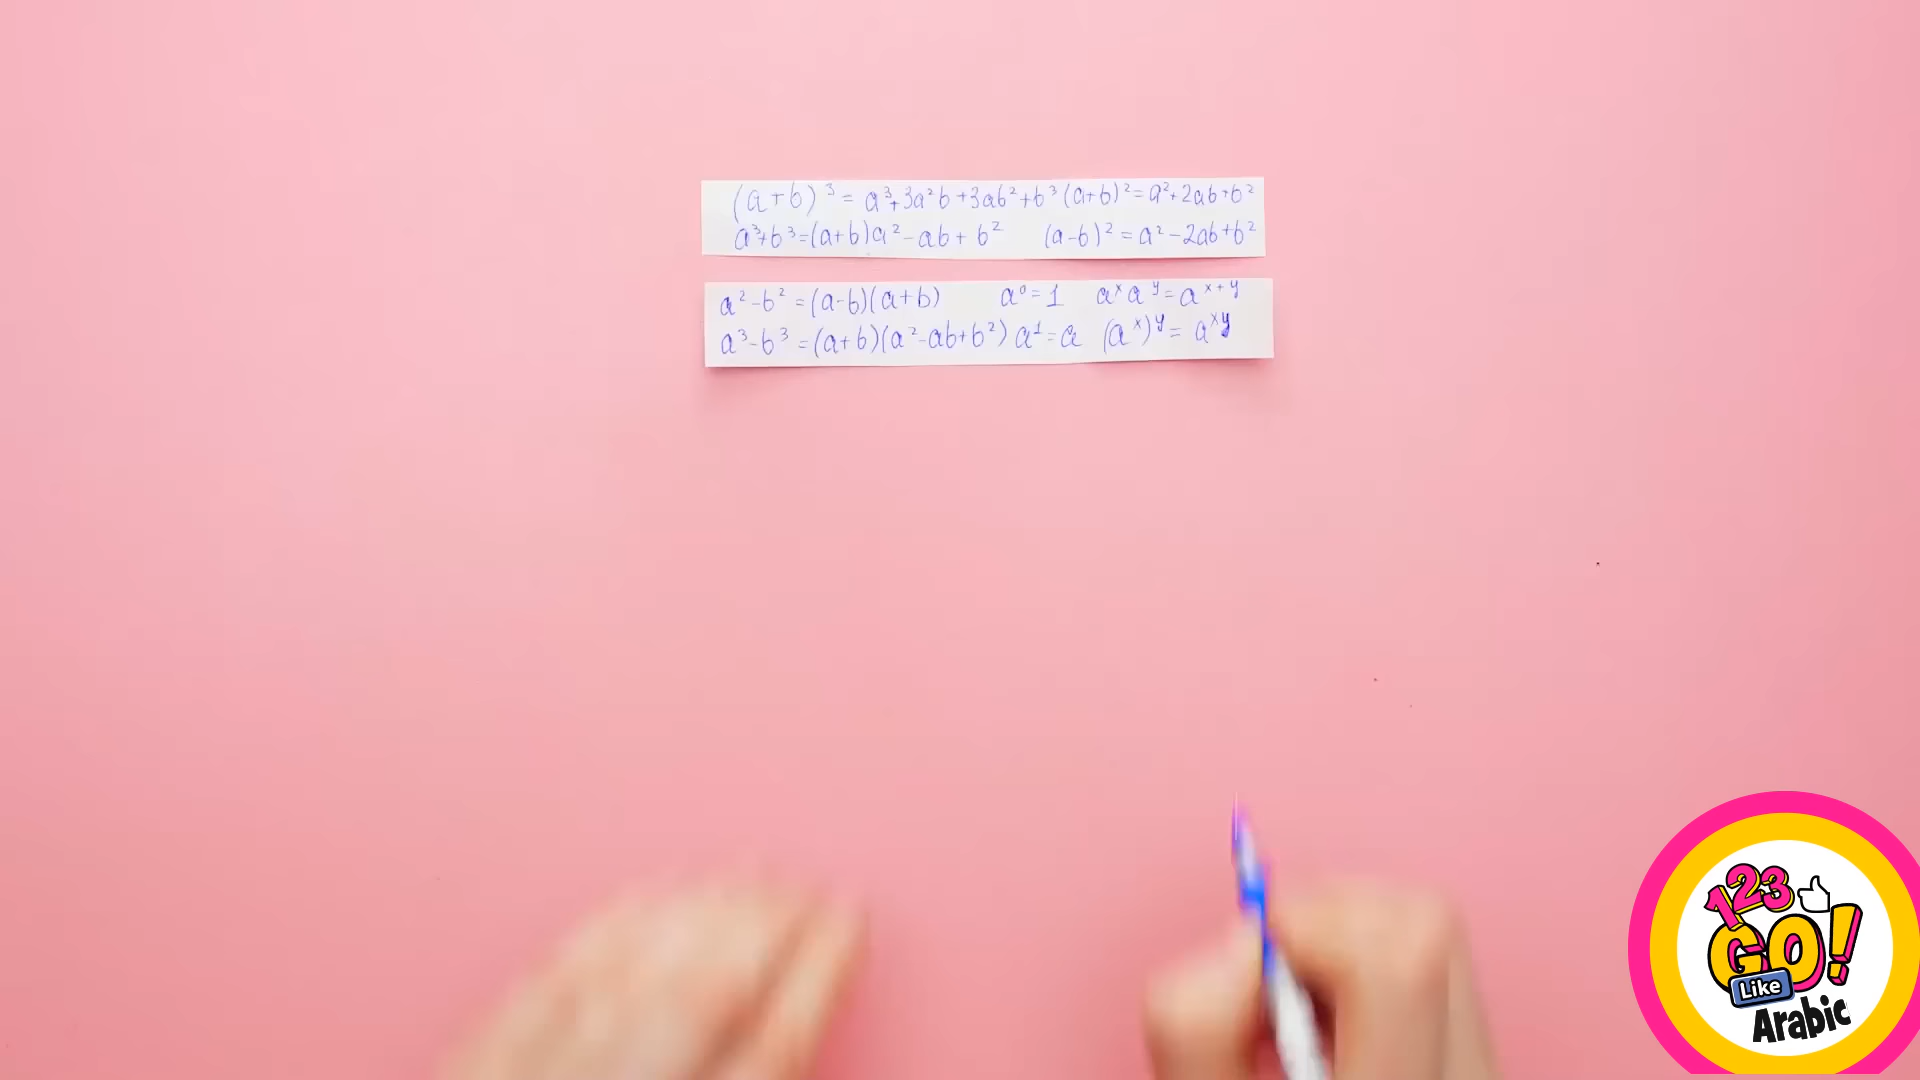 (a+b)³ = a³+3a²b+3ab²+b³ (a+b)²=a²+2ab+b²
a³+b³=(a+b)a²-ab+b² (a-b)²=a²-2ab+b²
a²-b²=(a-b)(a+b) a⁰=1 aˣaʸ=aˣ⁺ʸ
a³-b³=(a+b)(a²-ab+b²) a¹=a (aˣ)ʸ=aˣʸ
123
GO!
Like
Arabic